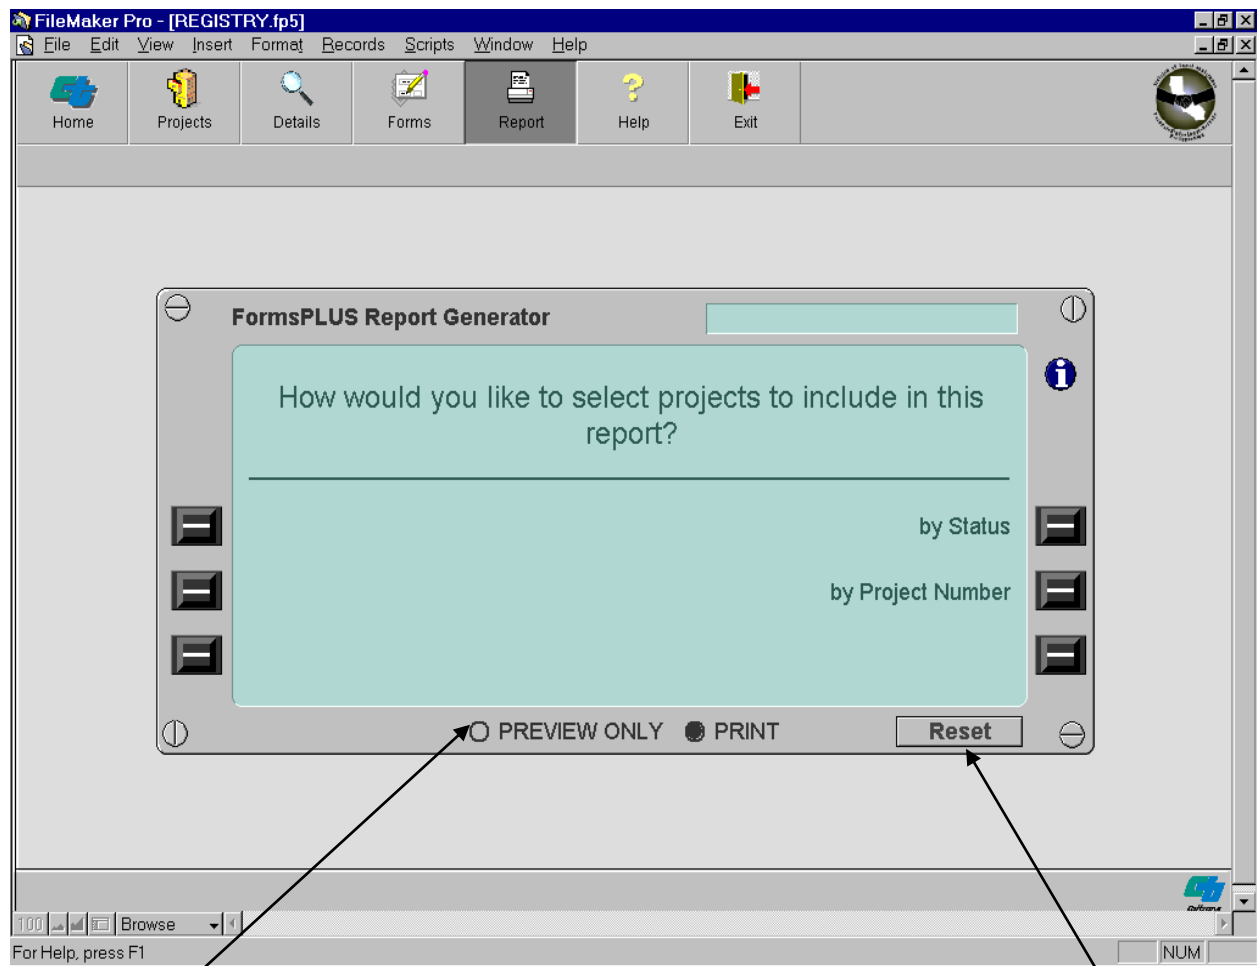 FileMaker Pro - [REGISTRY.fp5]
File Edit View Insert Format Records Scripts Window Help
Home Projects Details Forms Report Help Exit
FormsPLUS Report Generator
How would you like to select projects to include in this
report?
by Status
by Project Number
PREVIEW ONLY PRINT Reset
100 Browse
For Help, press F1 NUM